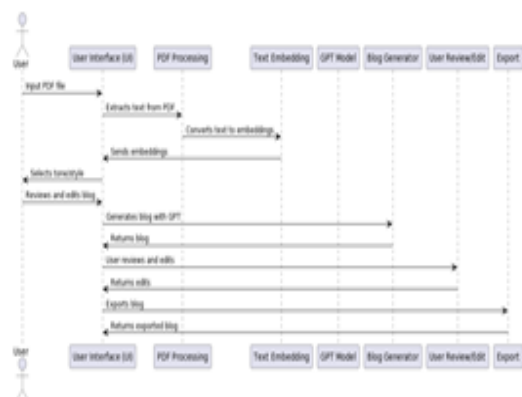 User
User Interface (UI)
PDF Processing
Text Embedding
GPT Model
Blog Generator
User Review/Edit
Export
Input PDF file
Extracts text from PDF
Converts text to embeddings
Sends embeddings
Selects tone/style
Reviews and edits blog
Generates blog with GPT
Returns blog
User reviews and edits
Returns edits
Exports blog
Returns exported blog
User
User Interface (UI)
PDF Processing
Text Embedding
GPT Model
Blog Generator
User Review/Edit
Export